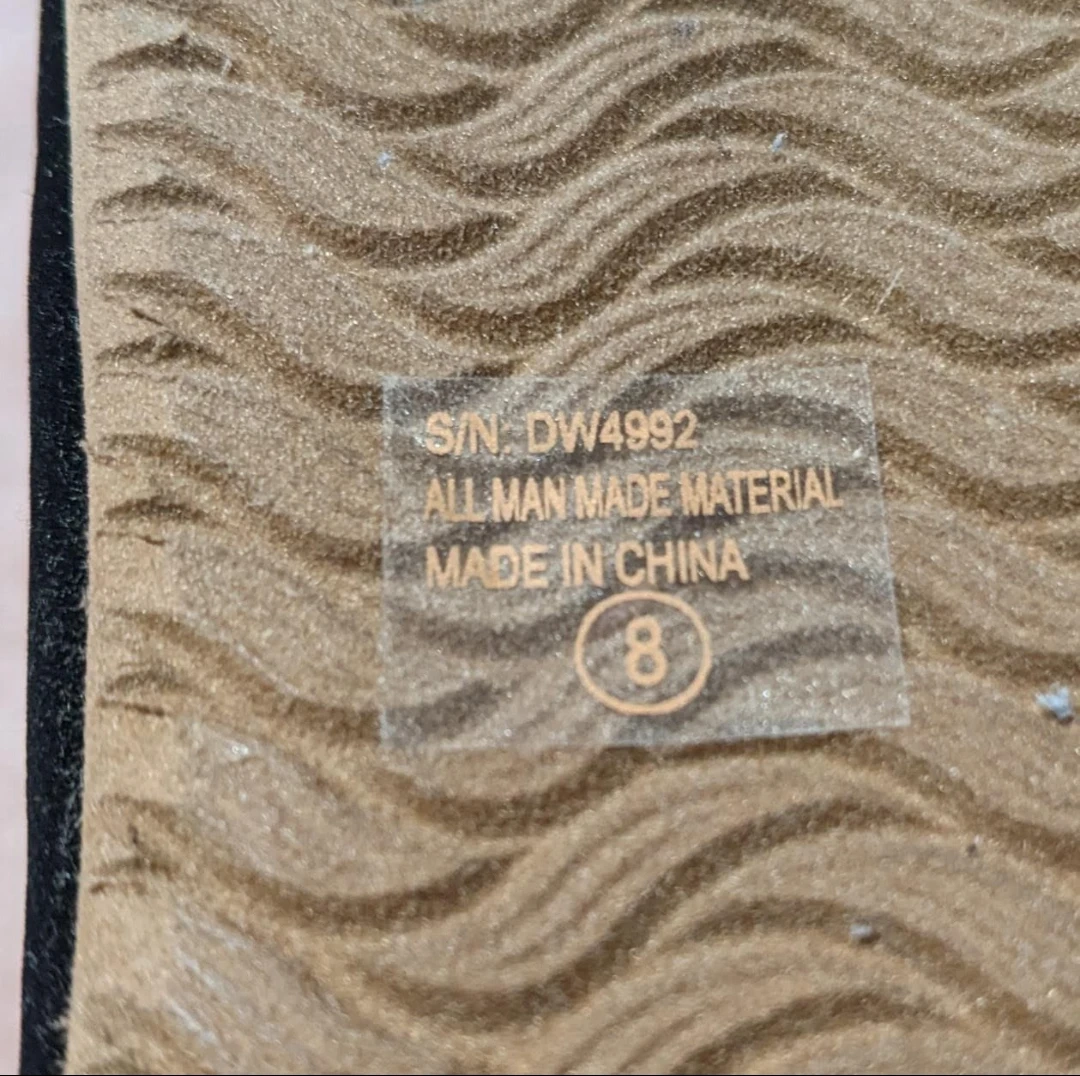 S/N: DW4992
ALL MAN MADE MATERIAL
MADE IN CHINA
8